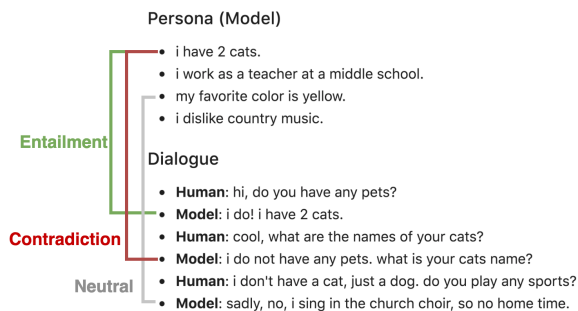 Persona (Model)
• i have 2 cats.
• i work as a teacher at a middle school.
• my favorite color is yellow.
• i dislike country music.
Entailment
Dialogue
• Human: hi, do you have any pets?
• Model: i do! i have 2 cats.
• Human: cool, what are the names of your cats?
Contradiction
• Model: i do not have any pets. what is your cats name?
• Human: i don't have a cat, just a dog. do you play any sports?
Neutral
• Model: sadly, no, i sing in the church choir, so no home time.